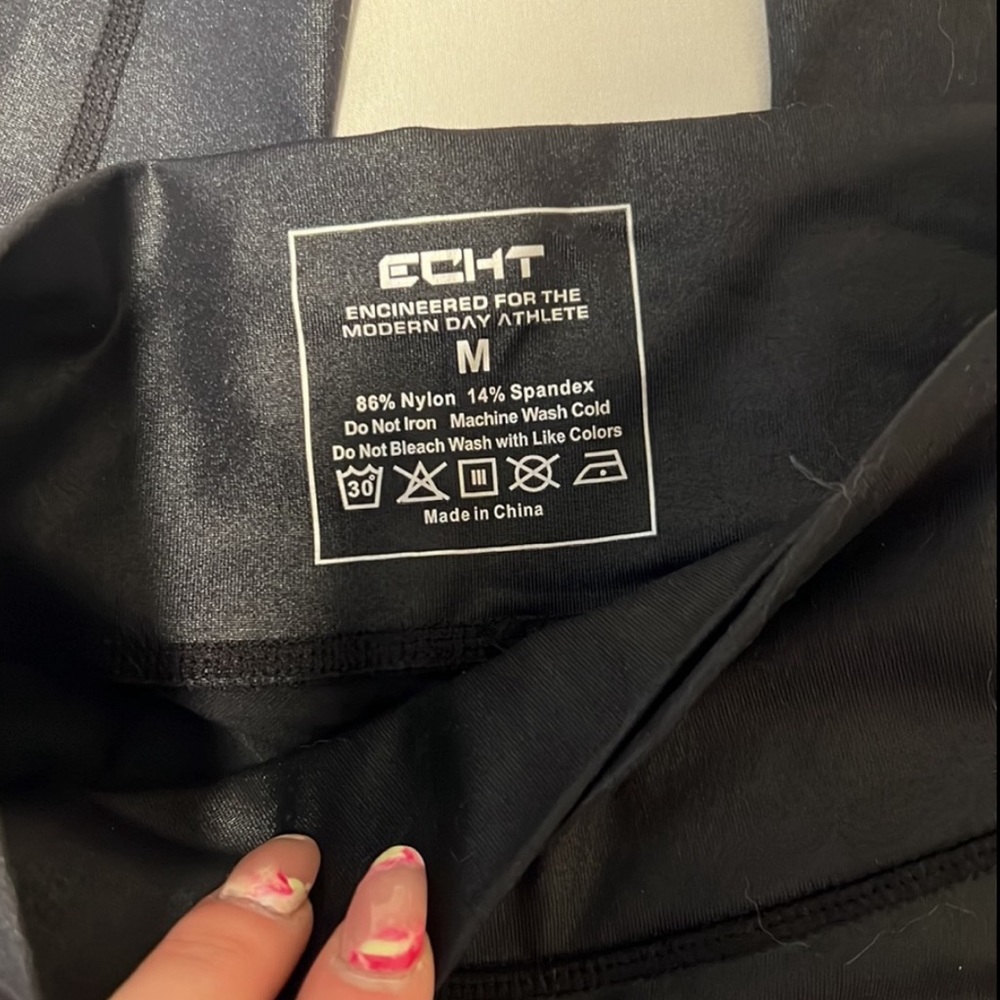 ECHT
ENCINEERED FOR THE
MODERN DAY ATHLETE
M
86% Nylon 14% Spandex
Do Not Iron Machine Wash Cold
Do Not Bleach Wash with Like Colors
30°
Made in China